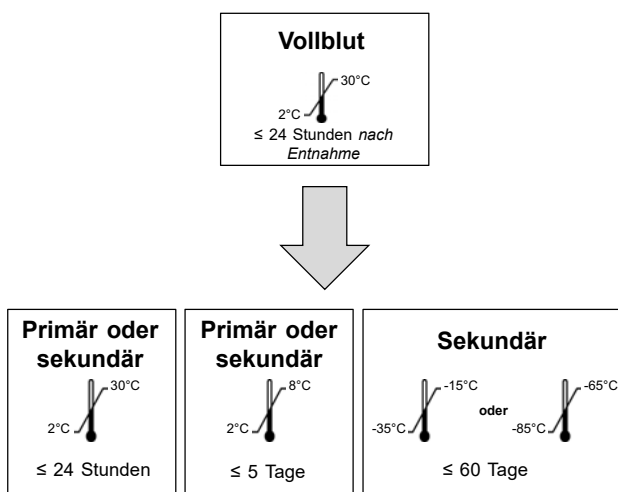 Vollblut
30°C
2°C
≤ 24 Stunden nach
Entnahme
Primär oder
sekundär
30°C
2°C
≤ 24 Stunden
Primär oder
sekundär
8°C
2°C
≤ 5 Tage
Sekundär
-15°C
-35°C
oder
-65°C
-85°C
≤ 60 Tage